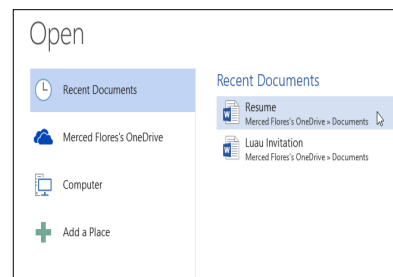 Open
Recent Documents
Merced Flores's OneDrive
Computer
Add a Place
Recent Documents
Resume
Merced Flores's OneDrive » Documents
Luau Invitation
Merced Flores's OneDrive » Documents